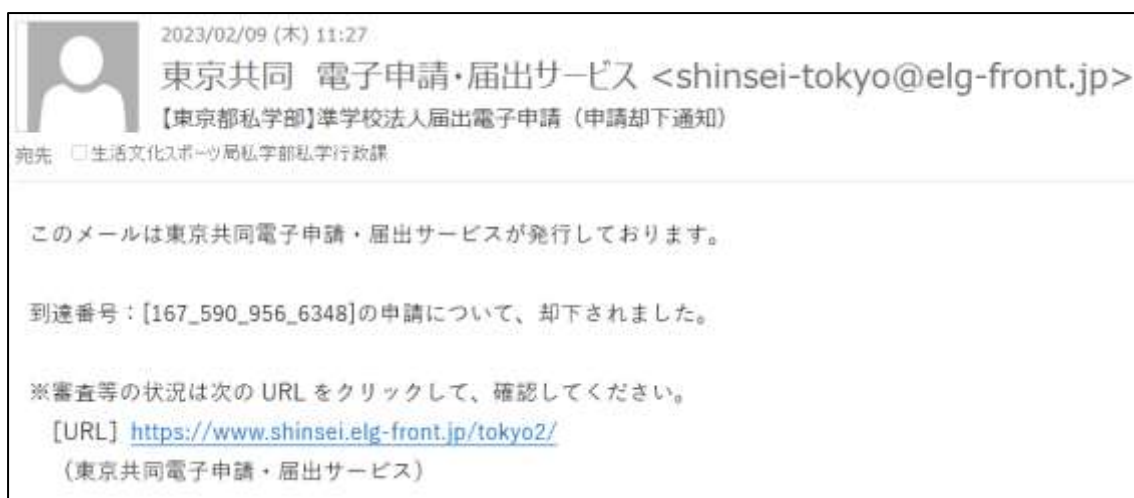 2023/02/09 (木) 11:27
東京共同 電子申請・届出サービス <shinsei-tokyo@elg-front.jp>
【東京都私学部】準学校法人届出電子申請（申請却下通知）
宛先 □生活文化スポーツ局私学部私学行政課
このメールは東京共同電子申請・届出サービスが発行しております。
到達番号：[167_590_956_6348]の申請について、却下されました。
※審査等の状況は次の URL をクリックして、確認してください。
[URL] https://www.shinsei.elg-front.jp/tokyo2/
（東京共同電子申請・届出サービス）